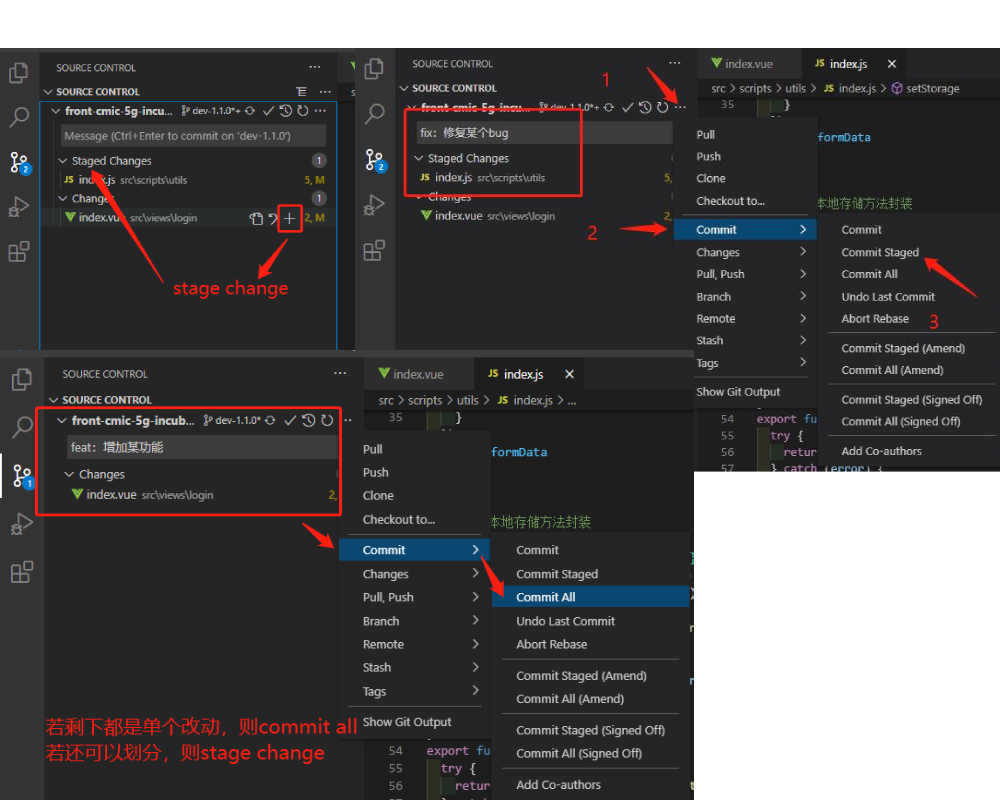 SOURCE CONTROL
SOURCE CONTROL
front-cmic-5g-incu... dev-1.1.0*+
Message (Ctrl+Enter to commit on 'dev-1.1.0')
Staged Changes 1
JS index.js src\scripts\utils 5, M
Changes 1
index.vue src\views\login 2, M
stage change
SOURCE CONTROL
SOURCE CONTROL
front-cmic-5g-incu... dev-1.1.0*+
fix: 修复某个bug
Staged Changes
JS index.js src\scripts\utils 5,
Changes
index.vue src\views\login 2,
2
1
2
3
index.vue JS index.js
src > scripts > utils > JS index.js > setStorage
35 }
formData
本地存储方法封装
Pull
Push
Clone
Checkout to...
Commit
Changes
Pull, Push
Branch
Remote
Stash
Tags
Show Git Output
Commit
Commit Staged
Commit All
Undo Last Commit
Abort Rebase
Commit Staged (Amend)
Commit All (Amend)
Commit Staged (Signed Off)
Commit All (Signed Off)
Add Co-authors
54 export fu
55 try {
56 retur
57 } catch (error) {
SOURCE CONTROL
SOURCE CONTROL
front-cmic-5g-incub... dev-1.1.0*
feat: 增加某功能
Changes
index.vue src\views\login 2,
1
index.vue JS index.js
src > scripts > utils > JS index.js > ...
35 }
formData
本地存储方法封装
Pull
Push
Clone
Checkout to...
Commit
Changes
Pull, Push
Branch
Remote
Stash
Tags
Show Git Output
Commit
Commit Staged
Commit All
Undo Last Commit
Abort Rebase
Commit Staged (Amend)
Commit All (Amend)
Commit Staged (Signed Off)
Commit All (Signed Off)
Add Co-authors
54 export fu
55 try {
56 retur
若剩下都是单个改动，则commit all
若还可以划分，则stage change